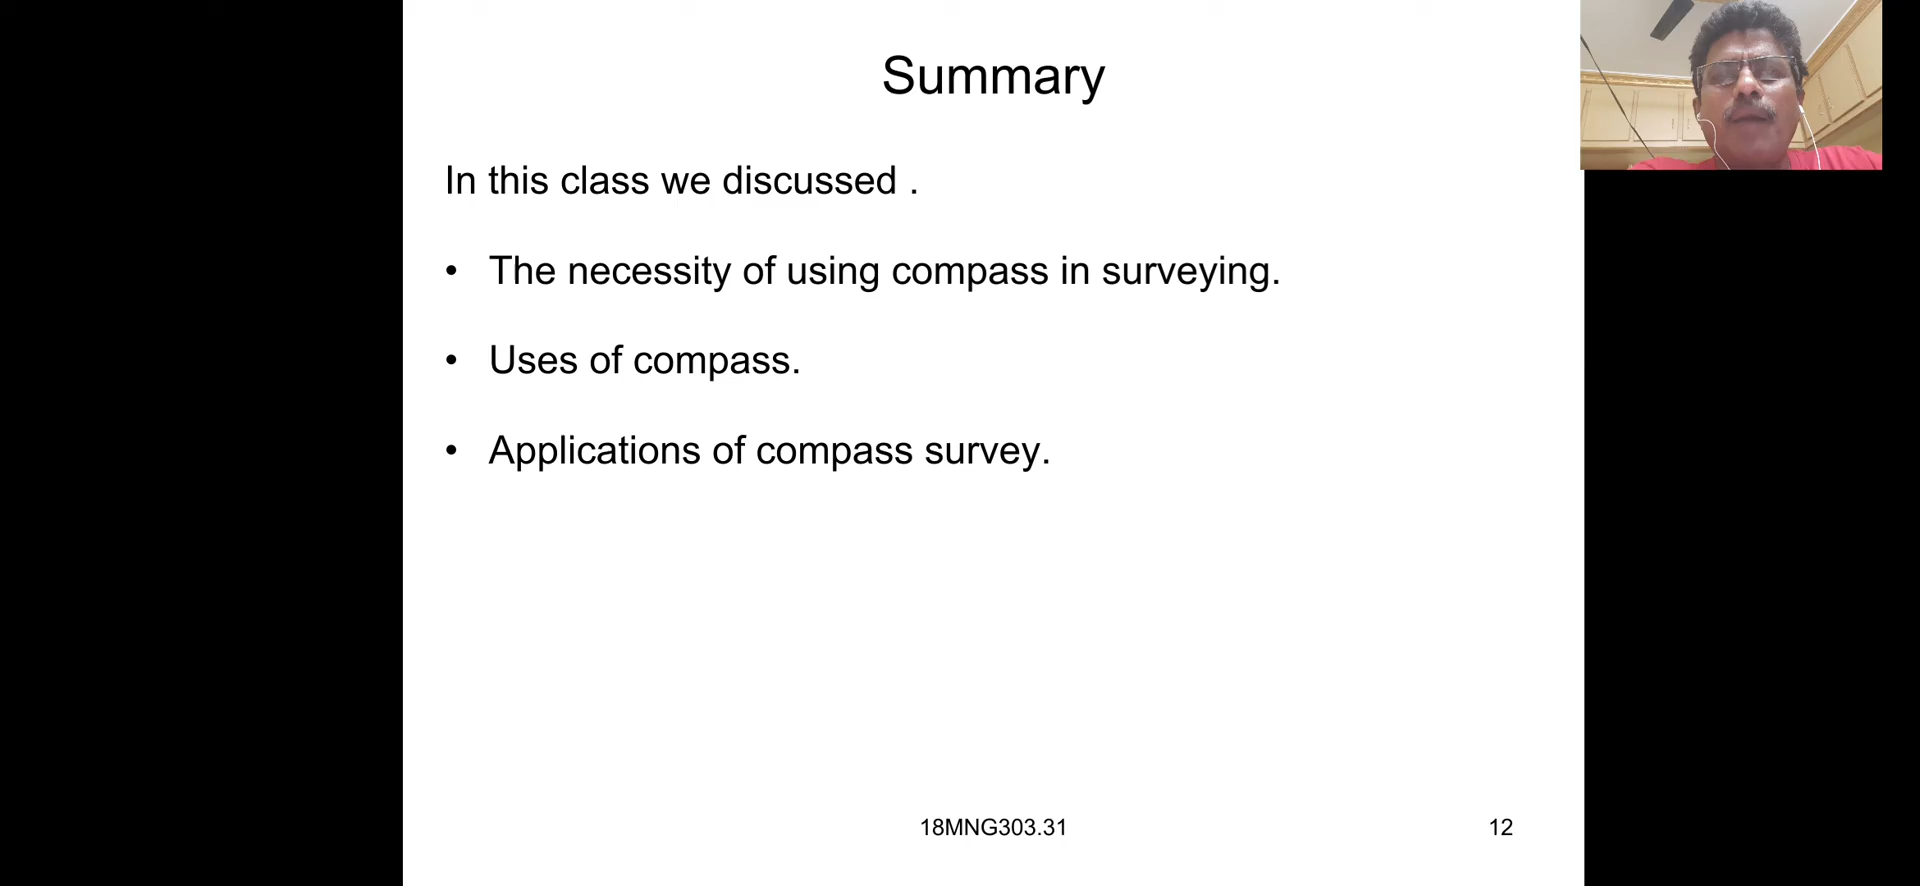 Summary
In this class we discussed .
• The necessity of using compass in surveying.
• Uses of compass.
• Applications of compass survey.
18MNG303.31
12